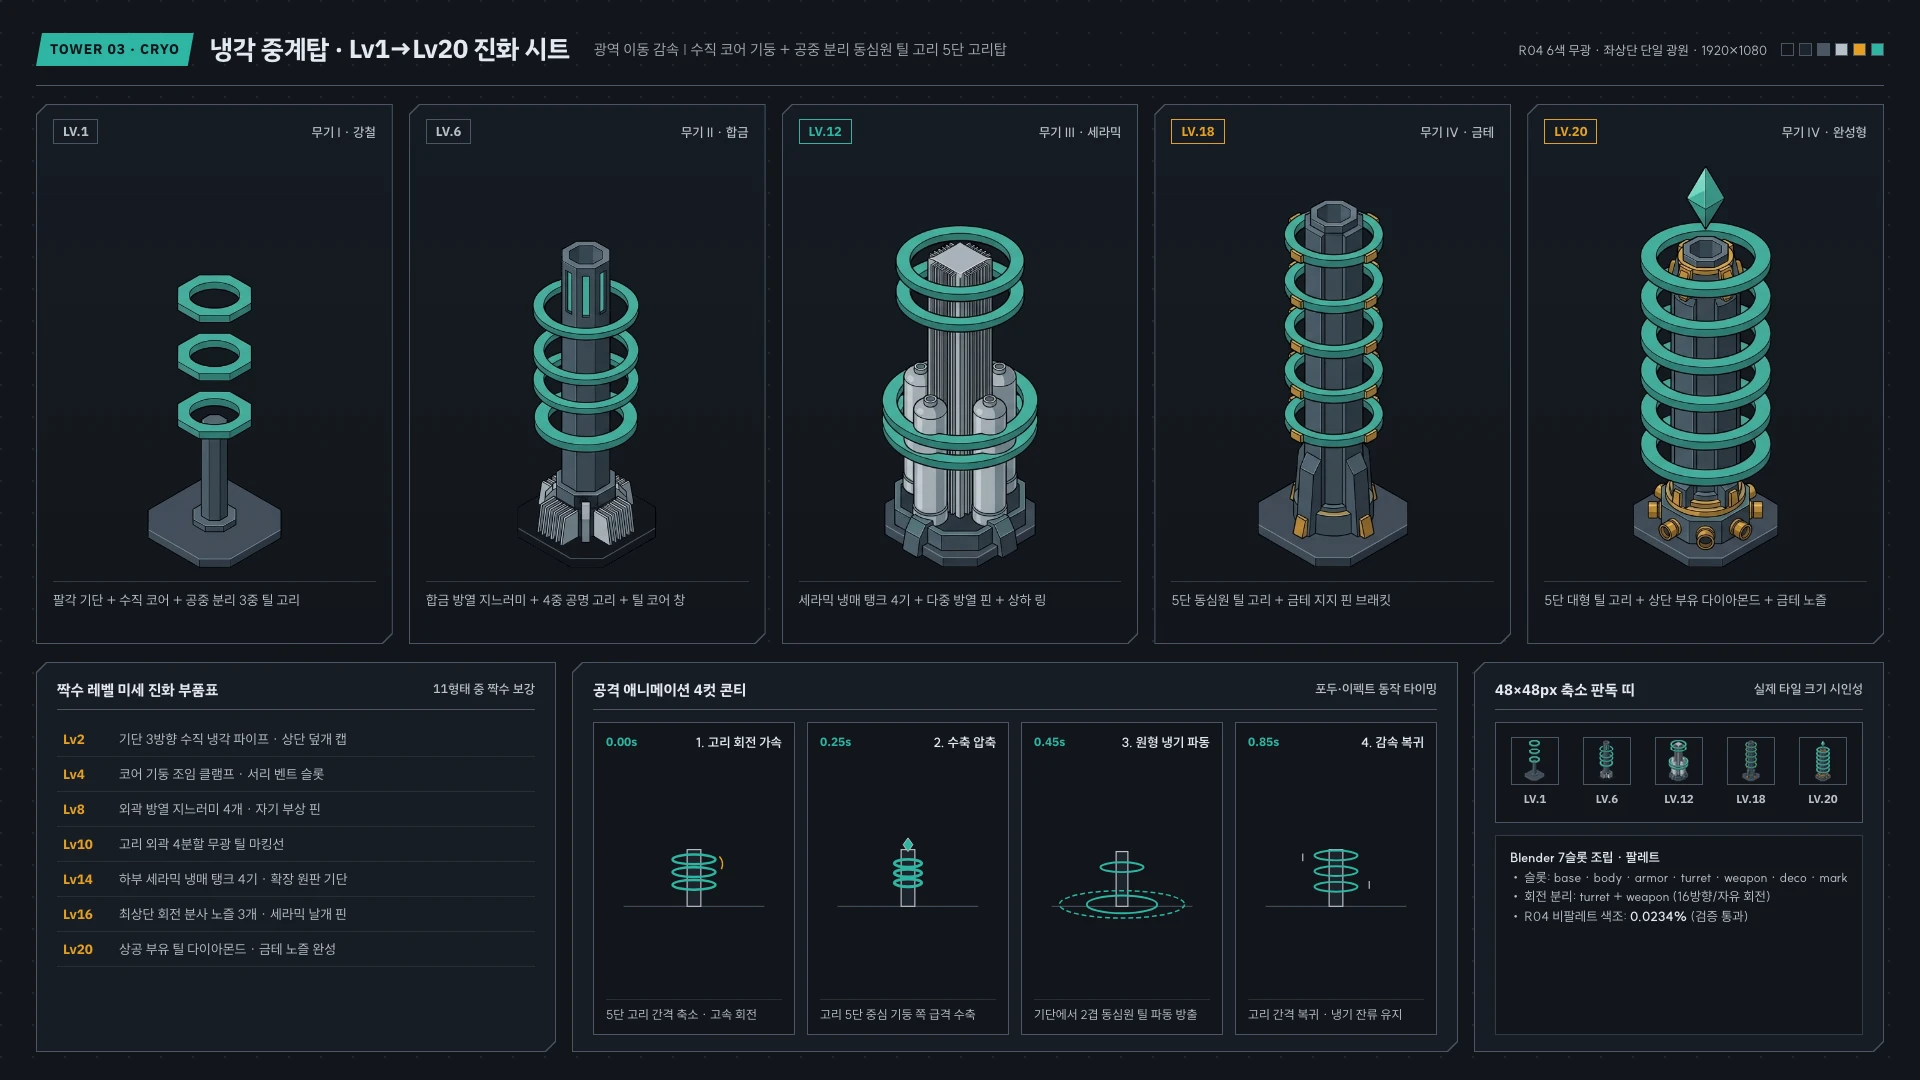 TOWER 03 · CRYO
냉각 중계탑 · Lv1→Lv20 진화 시트
광역 이동 감속 | 수직 코어 기둥 + 공중 분리 동심원 틸 고리 5단 고리탑
R04 6색 무광 · 좌상단 단일 광원 · 1920×1080
LV.1
무기 I · 강철
팔각 기단 + 수직 코어 + 공중 분리 3중 틸 고리
LV.6
무기 II · 합금
합금 방열 지느러미 + 4중 공명 고리 + 틸 코어 창
LV.12
무기 III · 세라믹
세라믹 냉매 탱크 4기 + 다중 방열 핀 + 상하 링
LV.18
무기 IV · 금테
5단 동심원 틸 고리 + 금테 지지 핀 브래킷
LV.20
무기 IV · 완성형
5단 대형 틸 고리 + 상단 부유 다이아몬드 + 금테 노즐
짝수 레벨 미세 진화 부품표
11형태 중 짝수 보강
Lv2 기단 3방향 수직 냉각 파이프 · 상단 덮개 캡
Lv4 코어 기둥 조임 클램프 · 서리 벤트 슬롯
Lv8 외곽 방열 지느러미 4개 · 자기 부상 핀
Lv10 고리 외곽 4분할 무광 틸 마킹선
Lv14 하부 세라믹 냉매 탱크 4기 · 확장 원판 기단
Lv16 최상단 회전 분사 노즐 3개 · 세라믹 날개 핀
Lv20 상공 부유 틸 다이아몬드 · 금테 노즐 완성
공격 애니메이션 4컷 콘티
포두·이펙트 동작 타이밍
0.00s 1. 고리 회전 가속
5단 고리 간격 축소 · 고속 회전
0.25s 2. 수축 압축
고리 5단 중심 기둥 쪽 급격 수축
0.45s 3. 원형 냉기 파동
기단에서 2겹 동심원 틸 파동 방출
0.85s 4. 감속 복귀
고리 간격 복귀 · 냉기 잔류 유지
48×48px 축소 판독 띠
실제 타일 크기 시인성
LV.1
LV.6
LV.12
LV.18
LV.20
Blender 7슬롯 조립 · 팔레트
• 슬롯: base · body · armor · turret · weapon · deco · mark
• 회전 분리: turret + weapon (16방향/자유 회전)
• R04 비팔레트 색조: 0.0234% (검증 통과)